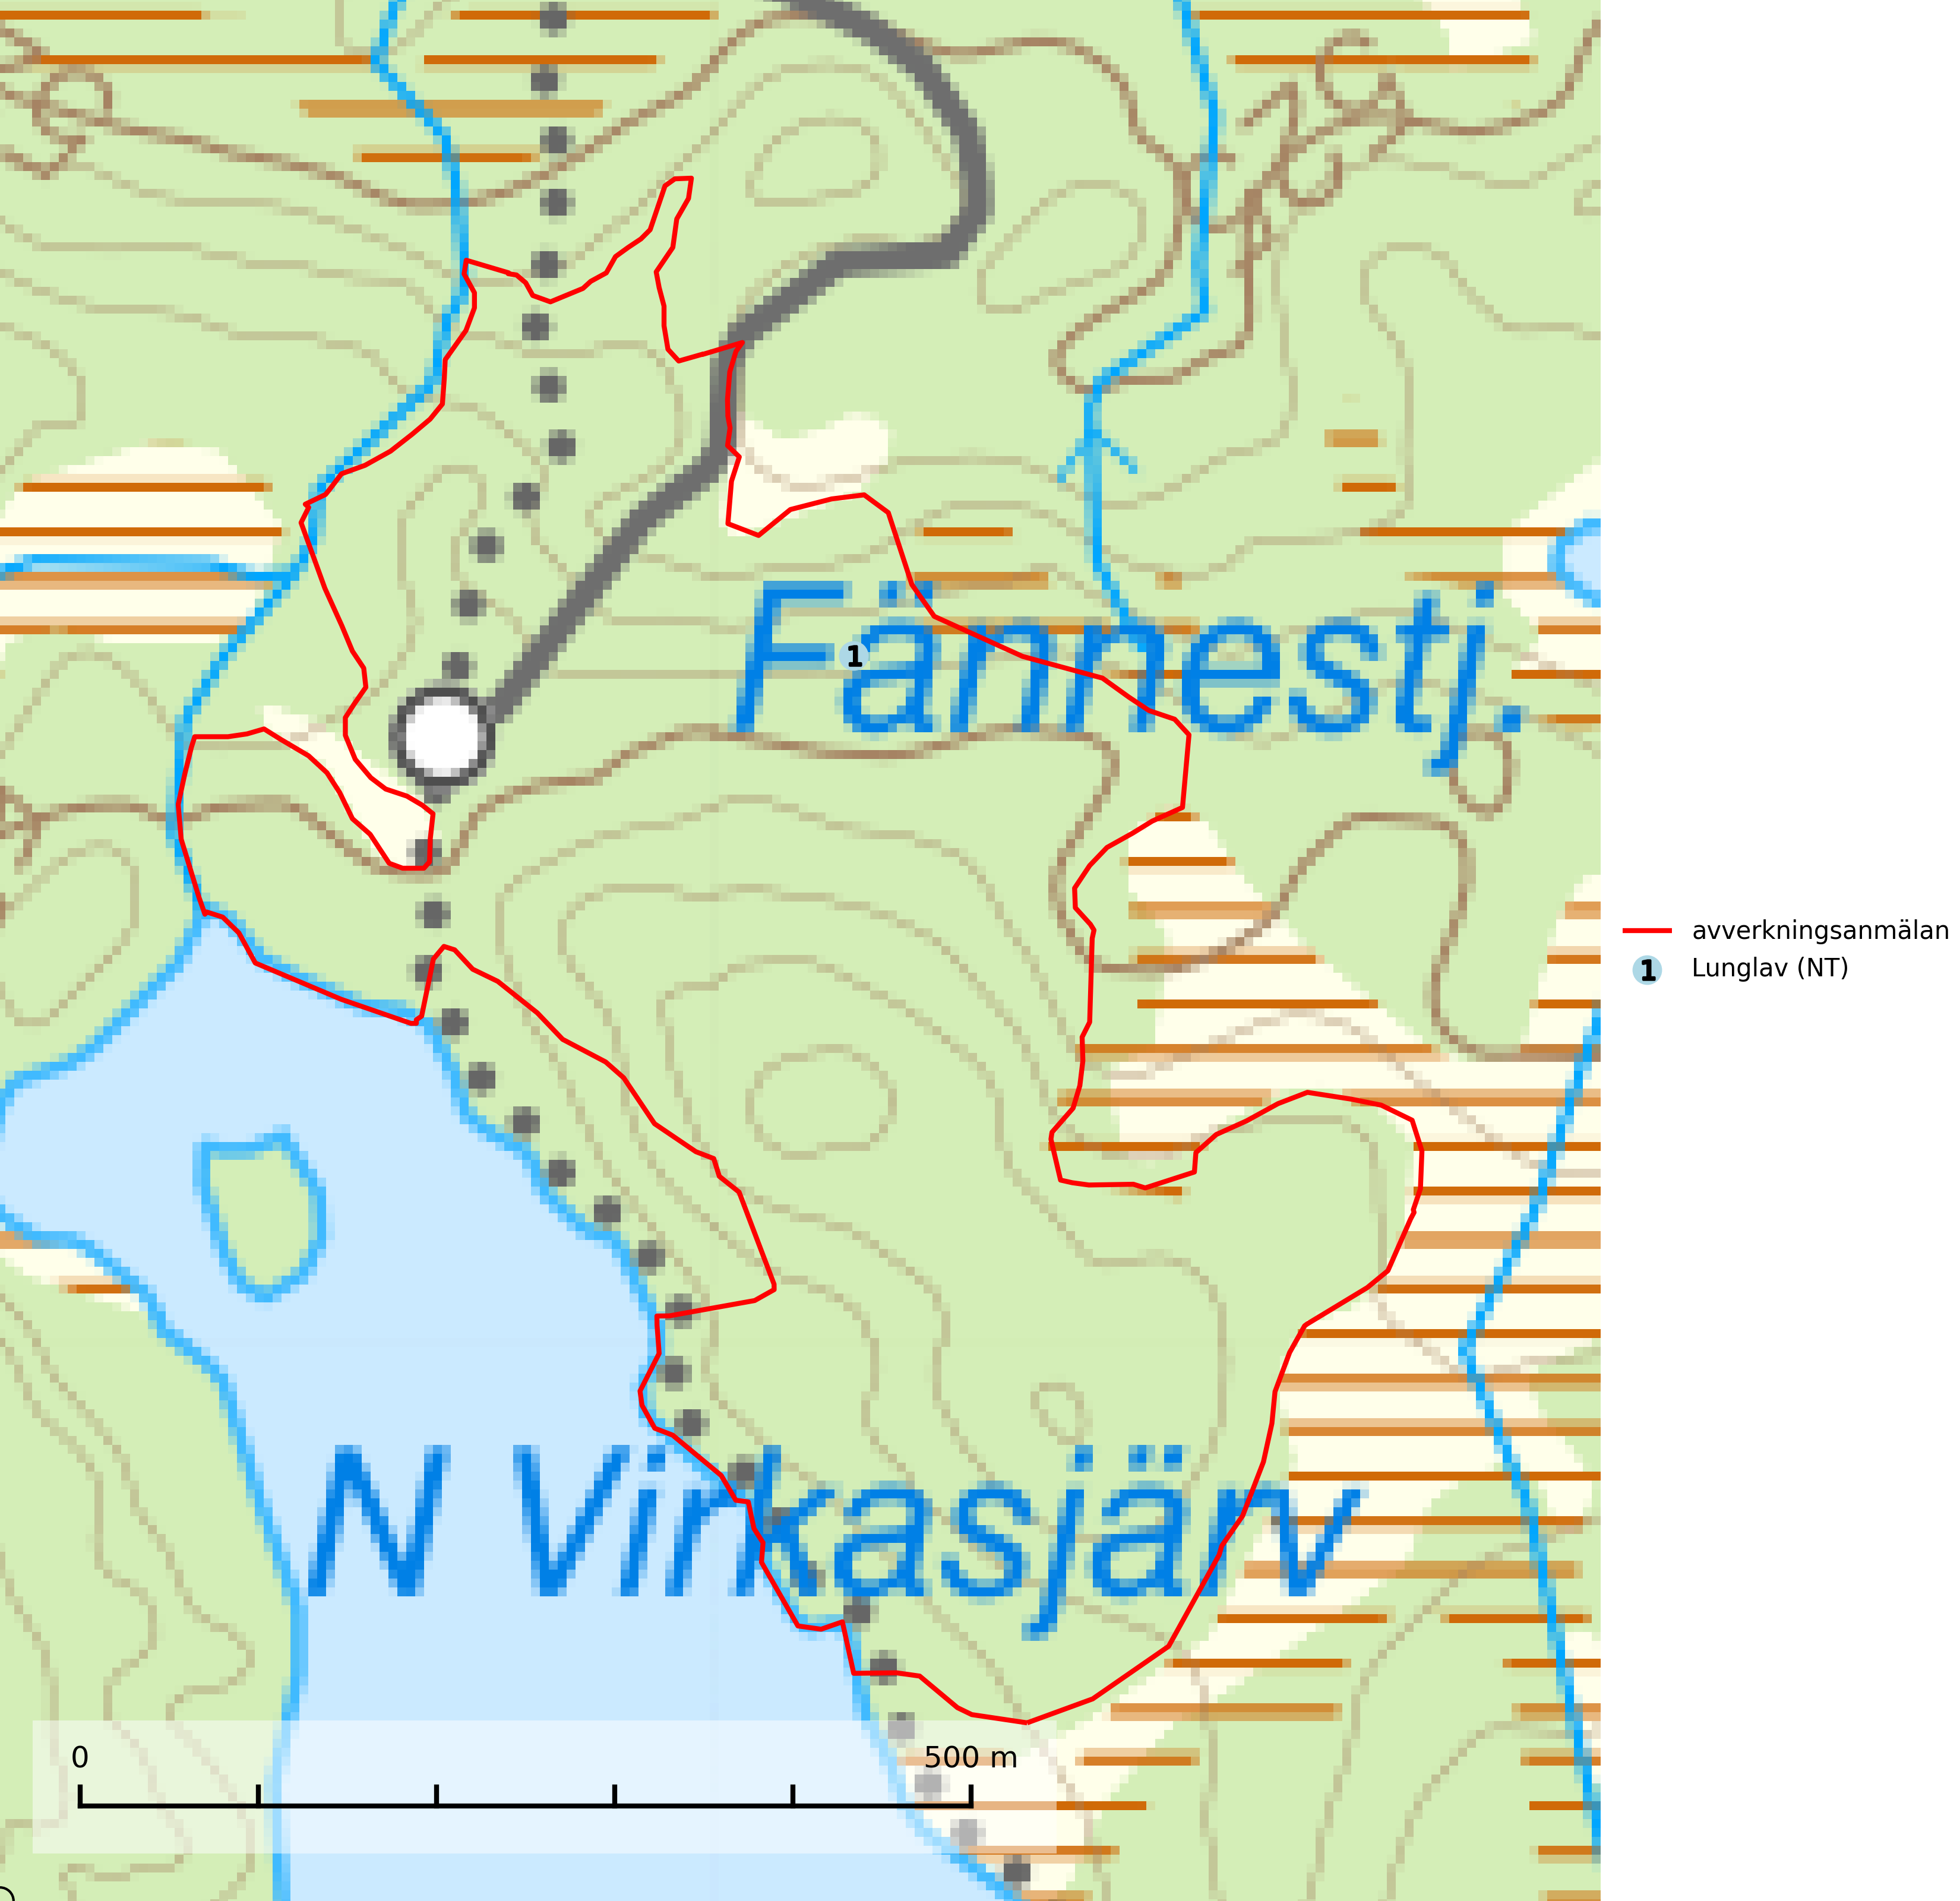 Fännestj.
1
avverkningsanmälan
1 Lunglav (NT)
N Virkasjärv
0 500 m